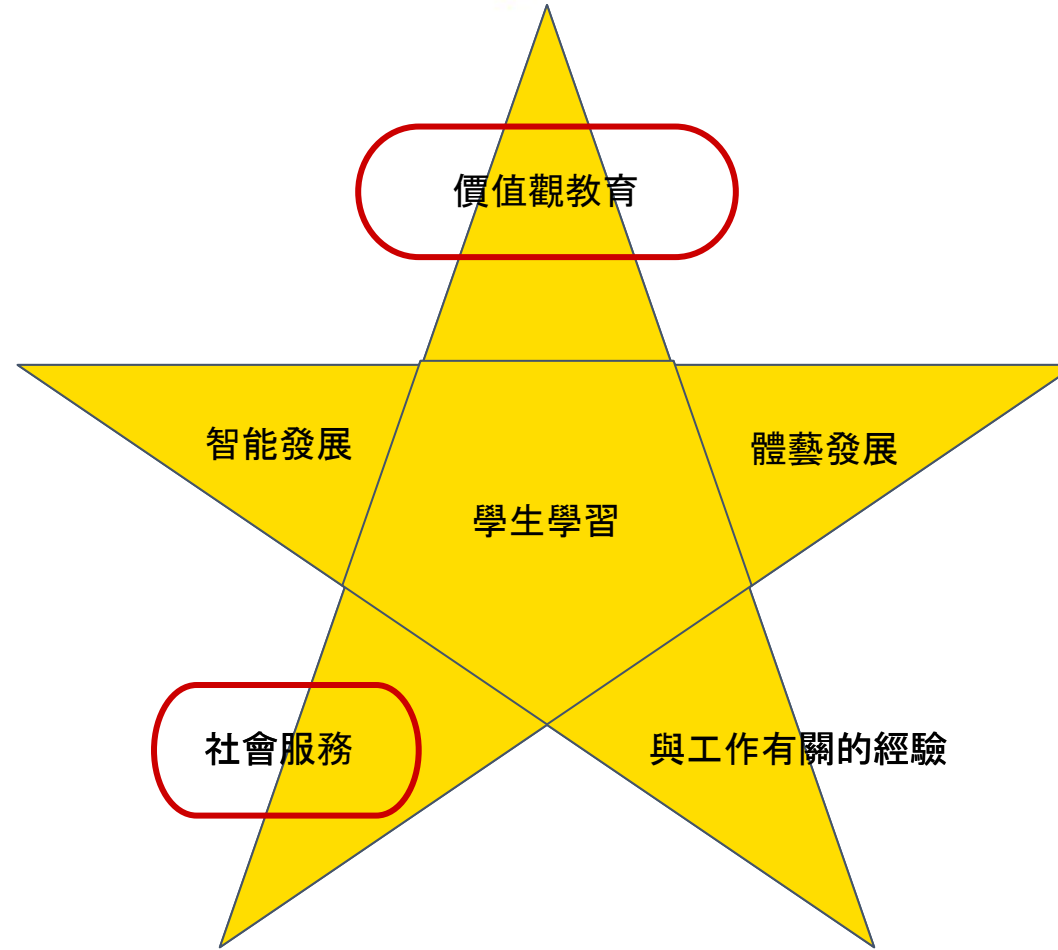 價值觀教育
智能發展
體藝發展
學生學習
社會服務
與工作有關的經驗